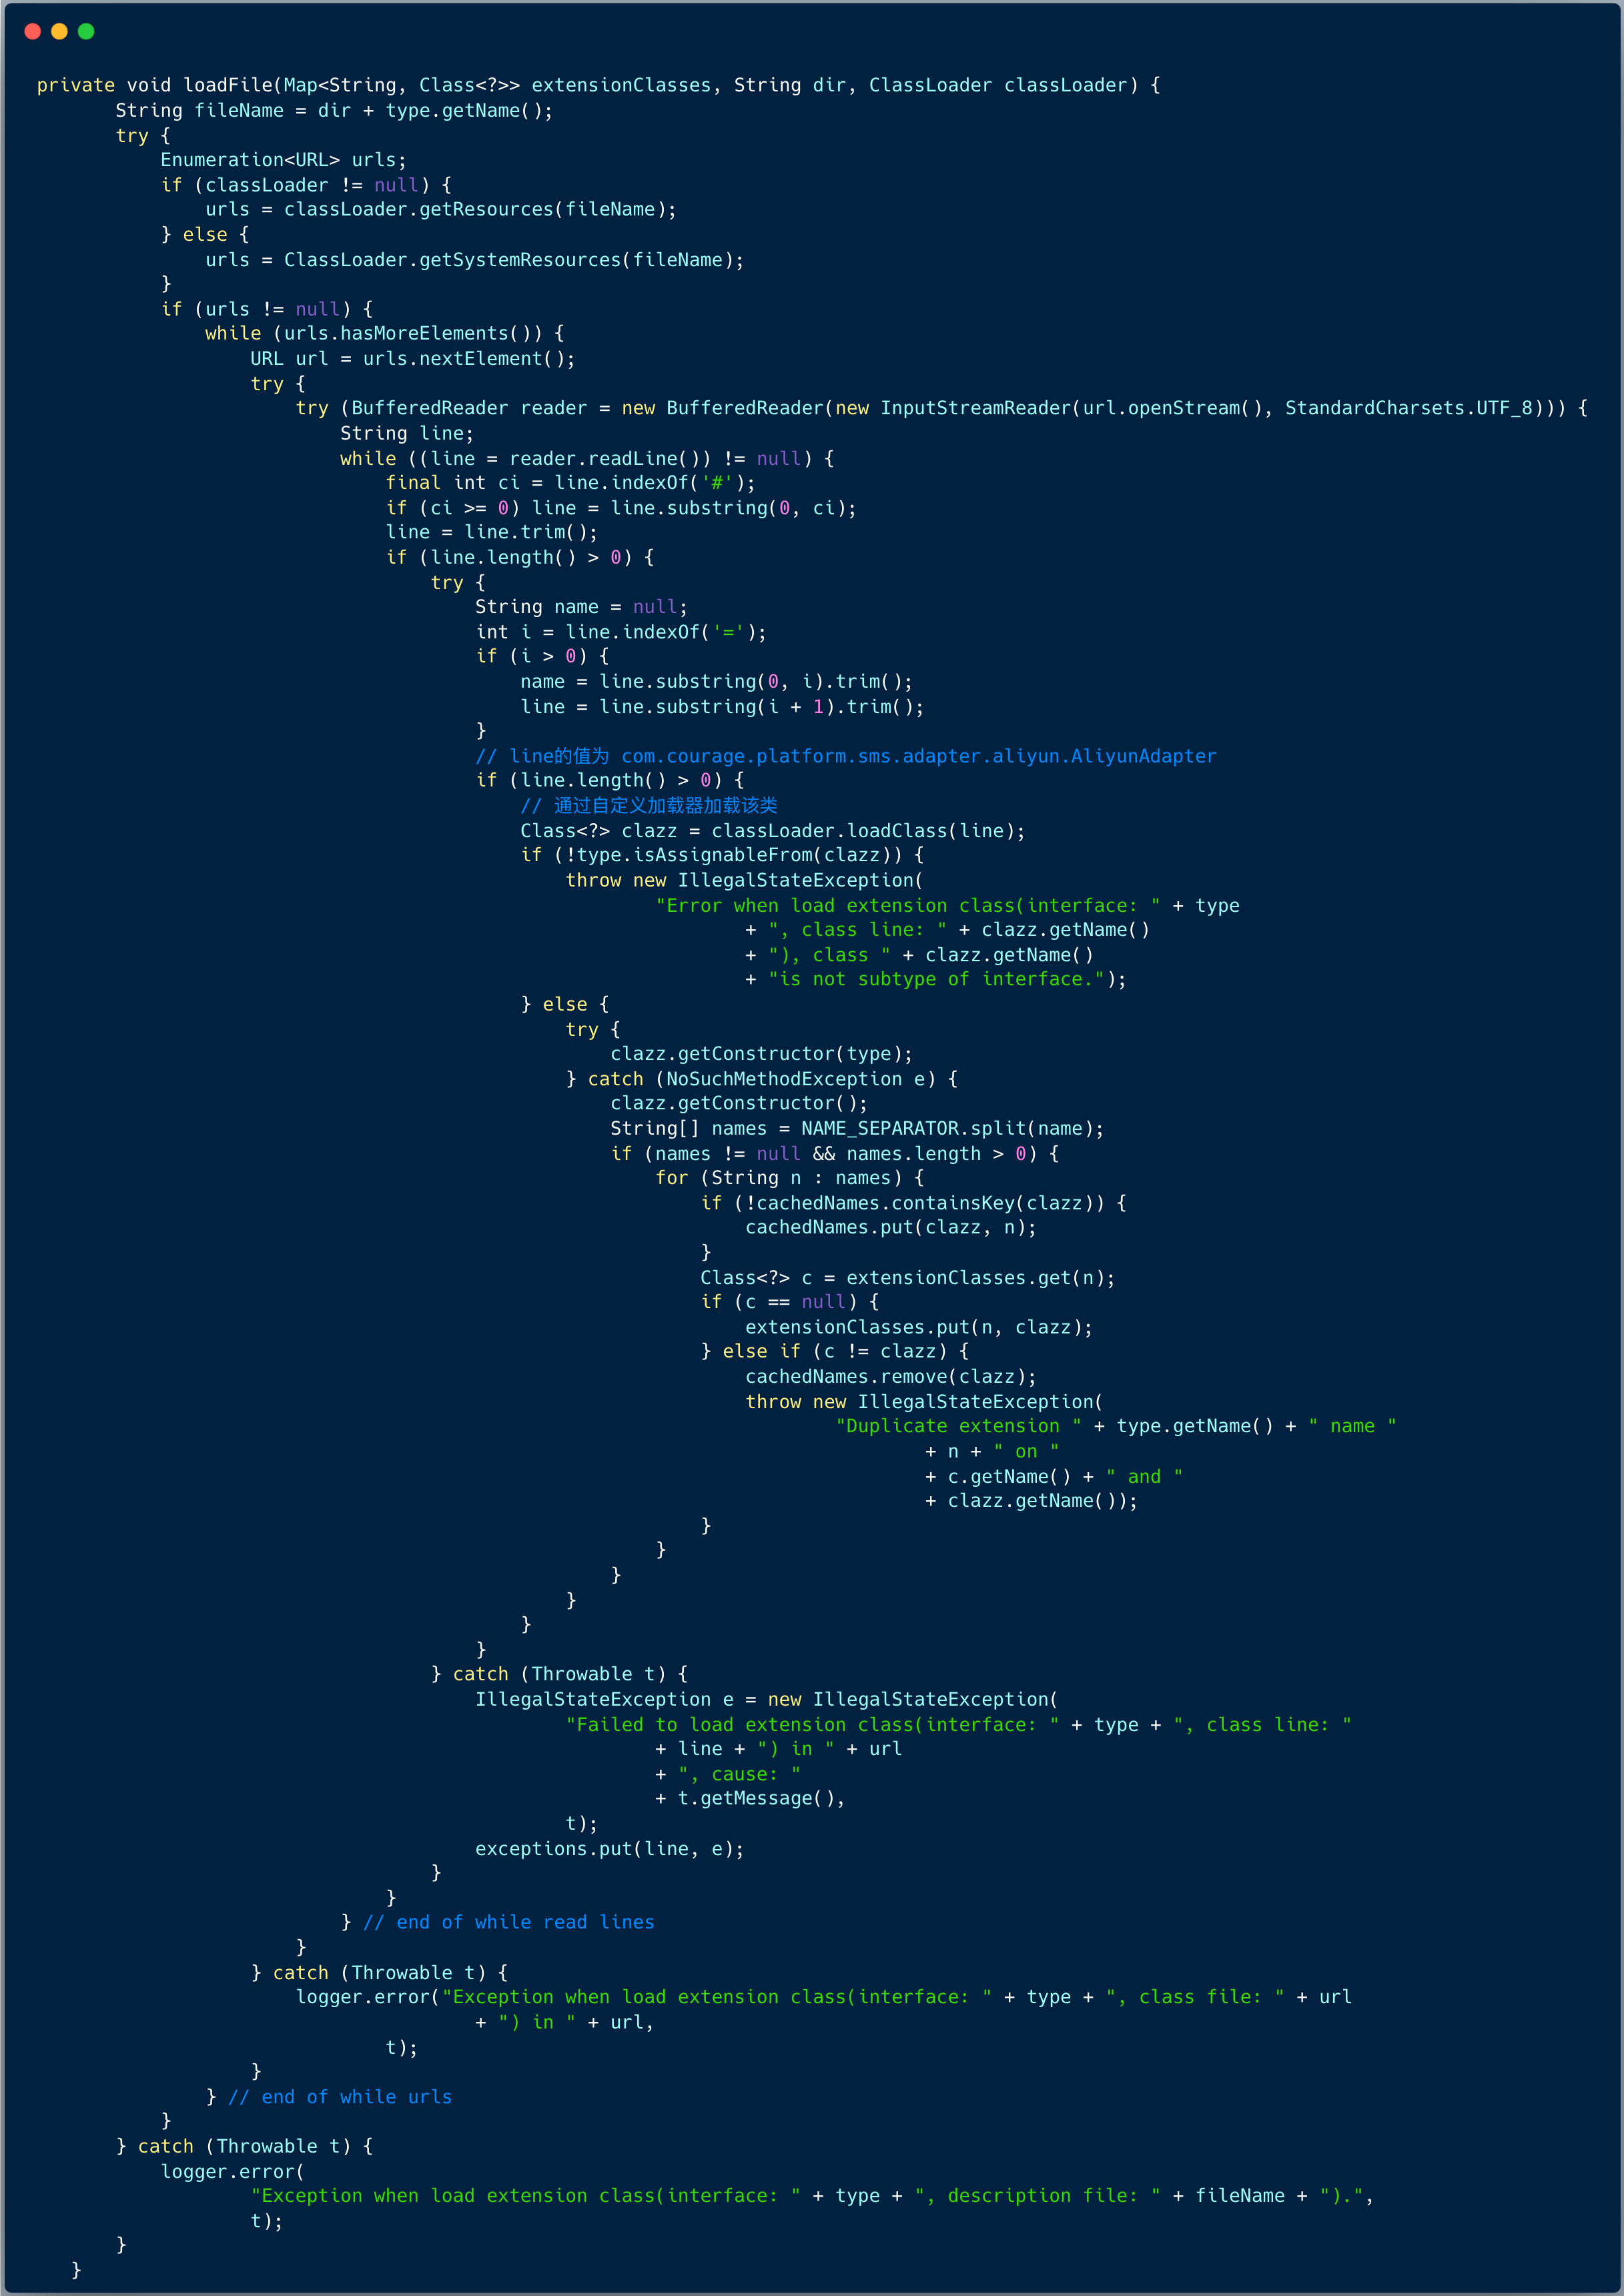 private void loadFile(Map<String, Class<?>> extensionClasses, String dir, ClassLoader classLoader) {
String fileName = dir + type.getName();
try {
Enumeration<URL> urls;
if (classLoader != null) {
urls = classLoader.getResources(fileName);
} else {
urls = ClassLoader.getSystemResources(fileName);
}
if (urls != null) {
while (urls.hasMoreElements()) {
URL url = urls.nextElement();
try {
try (BufferedReader reader = new BufferedReader(new InputStreamReader(url.openStream(), StandardCharsets.UTF_8))) {
String line;
while ((line = reader.readLine()) != null) {
final int ci = line.indexOf('#');
if (ci >= 0) line = line.substring(0, ci);
line = line.trim();
if (line.length() > 0) {
try {
String name = null;
int i = line.indexOf('=');
if (i > 0) {
name = line.substring(0, i).trim();
line = line.substring(i + 1).trim();
}
// line的值为 com.courage.platform.sms.adapter.aliyun.AliyunAdapter
if (line.length() > 0) {
// 通过自定义加载器加载该类
Class<?> clazz = classLoader.loadClass(line);
if (!type.isAssignableFrom(clazz)) {
throw new IllegalStateException(
"Error when load extension class(interface: " + type
+ ", class line: " + clazz.getName()
+ "), class " + clazz.getName()
+ "is not subtype of interface.");
} else {
try {
clazz.getConstructor(type);
} catch (NoSuchMethodException e) {
clazz.getConstructor();
String[] names = NAME_SEPARATOR.split(name);
if (names != null && names.length > 0) {
for (String n : names) {
if (!cachedNames.containsKey(clazz)) {
cachedNames.put(clazz, n);
}
Class<?> c = extensionClasses.get(n);
if (c == null) {
extensionClasses.put(n, clazz);
} else if (c != clazz) {
cachedNames.remove(clazz);
throw new IllegalStateException(
"Duplicate extension " + type.getName() + " name "
+ n + " on "
+ c.getName() + " and "
+ clazz.getName());
}
}
}
}
}
}
} catch (Throwable t) {
IllegalStateException e = new IllegalStateException(
"Failed to load extension class(interface: " + type + ", class line: "
+ line + ") in " + url
+ ", cause: "
+ t.getMessage(),
t);
exceptions.put(line, e);
}
}
} // end of while read lines
}
} catch (Throwable t) {
logger.error("Exception when load extension class(interface: " + type + ", class file: " + url
+ ") in " + url,
t);
}
} // end of while urls
}
} catch (Throwable t) {
logger.error(
"Exception when load extension class(interface: " + type + ", description file: " + fileName + ").",
t);
}
}